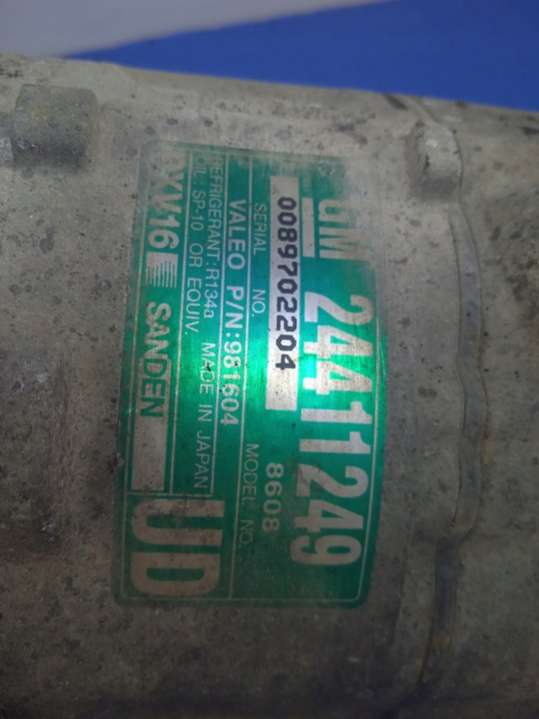 GM 24411249
0089702204 8608
SERIAL NO. MODEL NO.
VALEO P/N:981604
REFRIGERANT:R134a
OIL: SP-10 OR EQUIV. MADE IN JAPAN
UD
PXV16 SANDEN